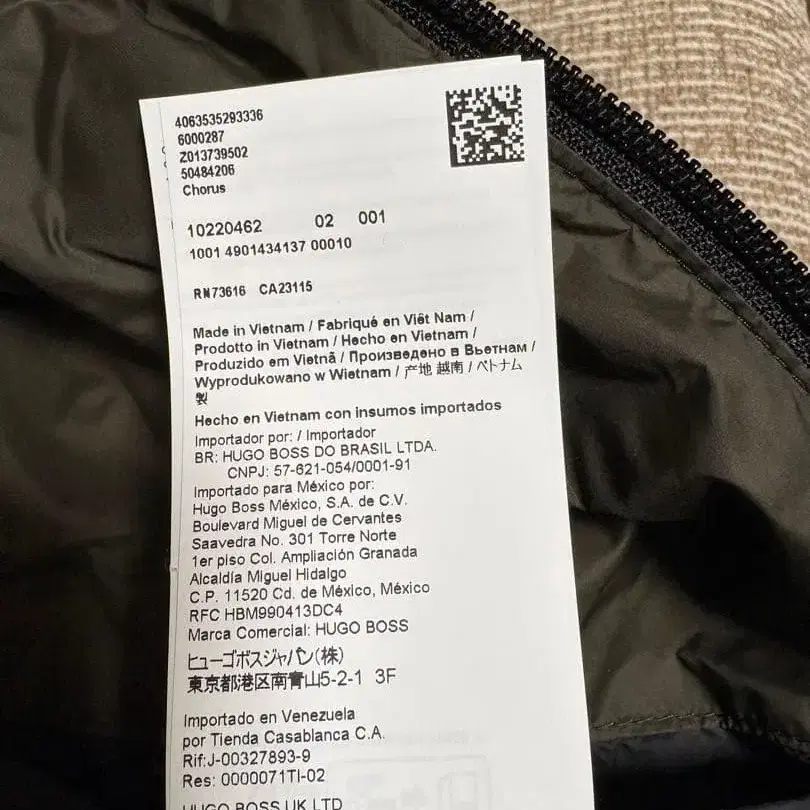 4063535293336
6000287
Z013739502
50484206
Chorus
10220462 02 001
1001 4901434137 00010
RN73616 CA23115
Made in Vietnam / Fabriqué en Viêt Nam /
Prodotto in Vietnam / Hecho en Vietnam /
Produzido em Vietnã / Произведено в Вьетнам /
Wyprodukowano w Wietnam / 产地 越南 / ベトナム
製
Hecho en Vietnam con insumos importados
Importador por: / Importador
BR: HUGO BOSS DO BRASIL LTDA.
CNPJ: 57-621-054/0001-91
Importado para México por:
Hugo Boss México, S.A. de C.V.
Boulevard Miguel de Cervantes
Saavedra No. 301 Torre Norte
1er piso Col. Ampliación Granada
Alcaldía Miguel Hidalgo
C.P. 11520 Cd. de México, México
RFC HBM990413DC4
Marca Comercial: HUGO BOSS
ヒューゴボスジャパン(株)
東京都港区南青山5-2-1 3F
Importado en Venezuela
por Tienda Casablanca C.A.
Rif:J-00327893-9
Res: 0000071TI-02
HUGO BOSS UK LTD